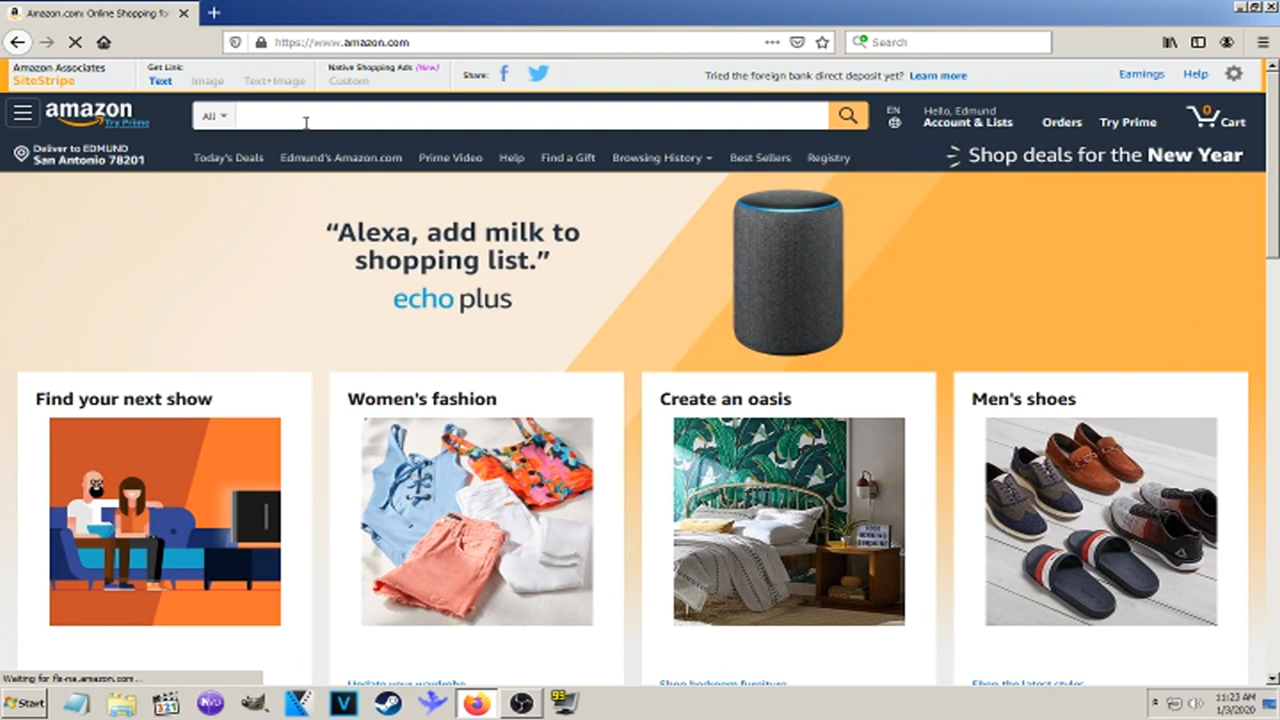 Amazon.com: Online Shopping for
https://www.amazon.com
Search
Amazon Associates
SiteStripe
Get Link:
Text Image Text+Image
Native Shopping Ads (New)
Custom
Share:
Tried the foreign bank direct deposit yet? Learn more
Earnings Help
amazon
Try Prime
All
EN
Hello, Edmund
Account & Lists
Orders
Try Prime
0
Cart
Deliver to EDMUND
San Antonio 78201
Today's Deals Edmund's Amazon.com Prime Video Help Find a Gift Browsing History Best Sellers Registry
Shop deals for the New Year
“Alexa, add milk to
shopping list.”
echo plus
Find your next show
Women's fashion
Create an oasis
Men's shoes
Update your wardrobe
Shop bedroom furniture
Shop the latest styles
Waiting for fls-na.amazon.com...
Start
321
NVD
V
93
11:23 AM
1/3/2020